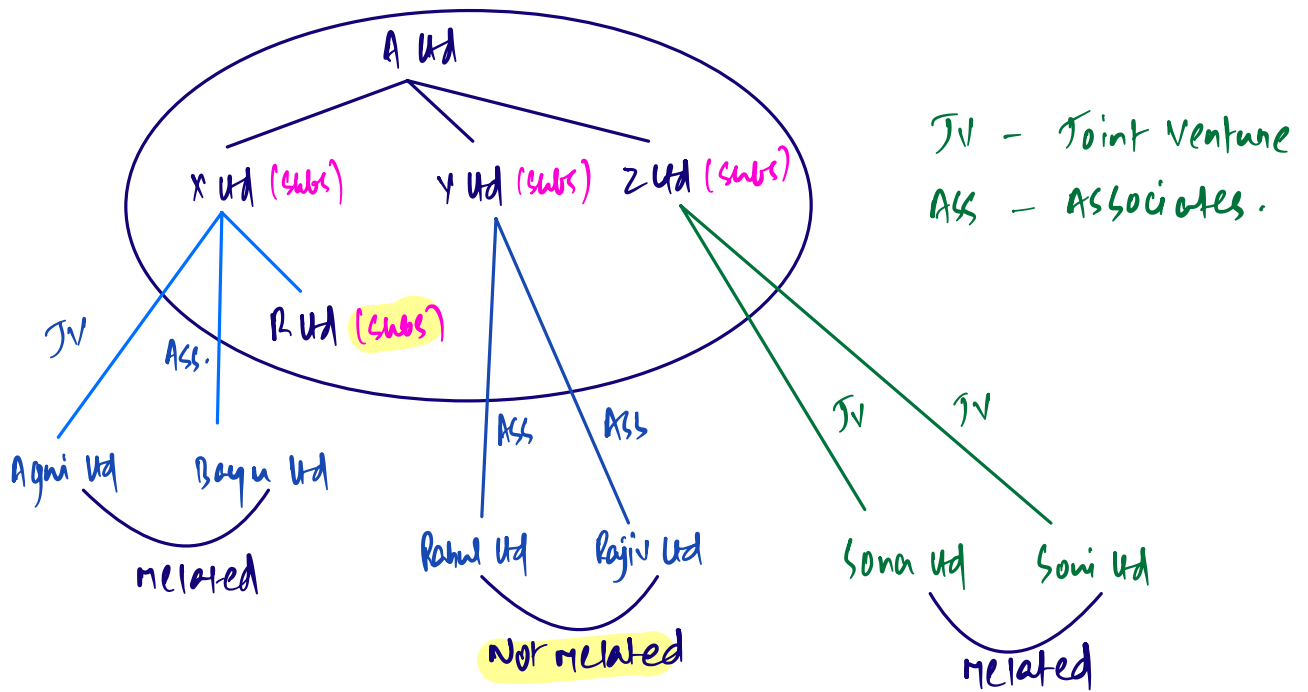 A Ltd
X Ltd (subs)
Y Ltd (subs)
Z Ltd (subs)
JV - Joint Venture
ASS - Associates.
R Ltd (subs)
JV
Ass.
ASS
ASS
JV
JV
Agni Ltd
Bayu Ltd
related
Rahul Ltd
Rajiv Ltd
Not related
Sona Ltd
Soni Ltd
related